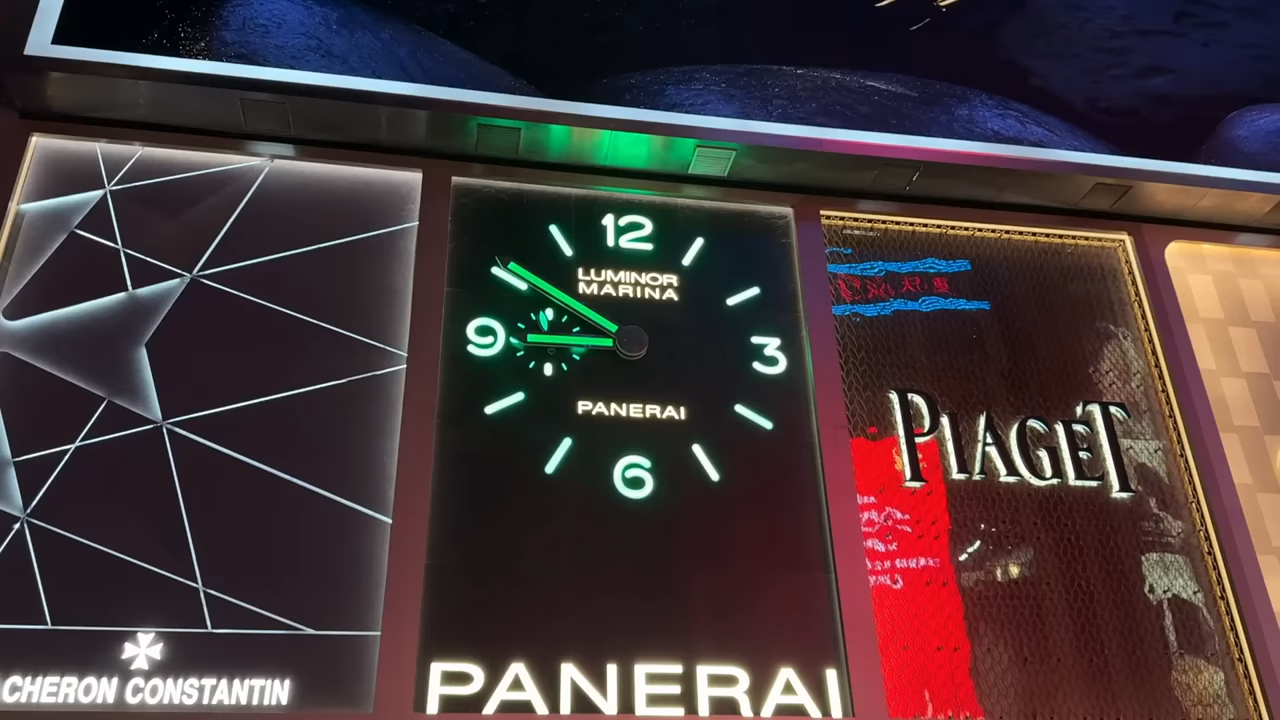 12
LUMINOR
MARINA
9
3
PANERAI
6
PIAGET
PANERAI
CHERON CONSTANTIN